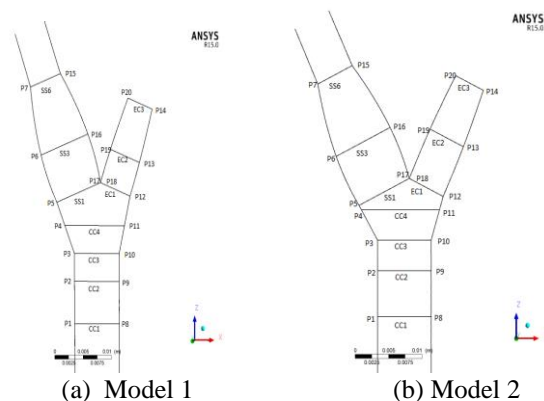 ANSYS
R15.0
P15
P7
SS6
P20
EC3
P14
P16
P19
SS3
EC2
P6
P13
P17
P18
EC1
P12
P5
SS1
P4
CC4
P11
P3
CC3
P10
P2
CC2
P9
P1
CC1
P8
Z
0
0.005
0.01 (m)
0.0025
0.0075
(a) Model 1
ANSYS
R15.0
P15
P20
P7
SS6
EC3
P14
P16
P19
SS3
EC2
P6
P13
P17
P18
EC1
P12
P5
SS1
P4
CC4
P11
P3
CC3
P10
P2
CC2
P9
P1
CC1
P8
Z
0
0.005
0.01 (m)
0.0025
0.0075
(b) Model 2